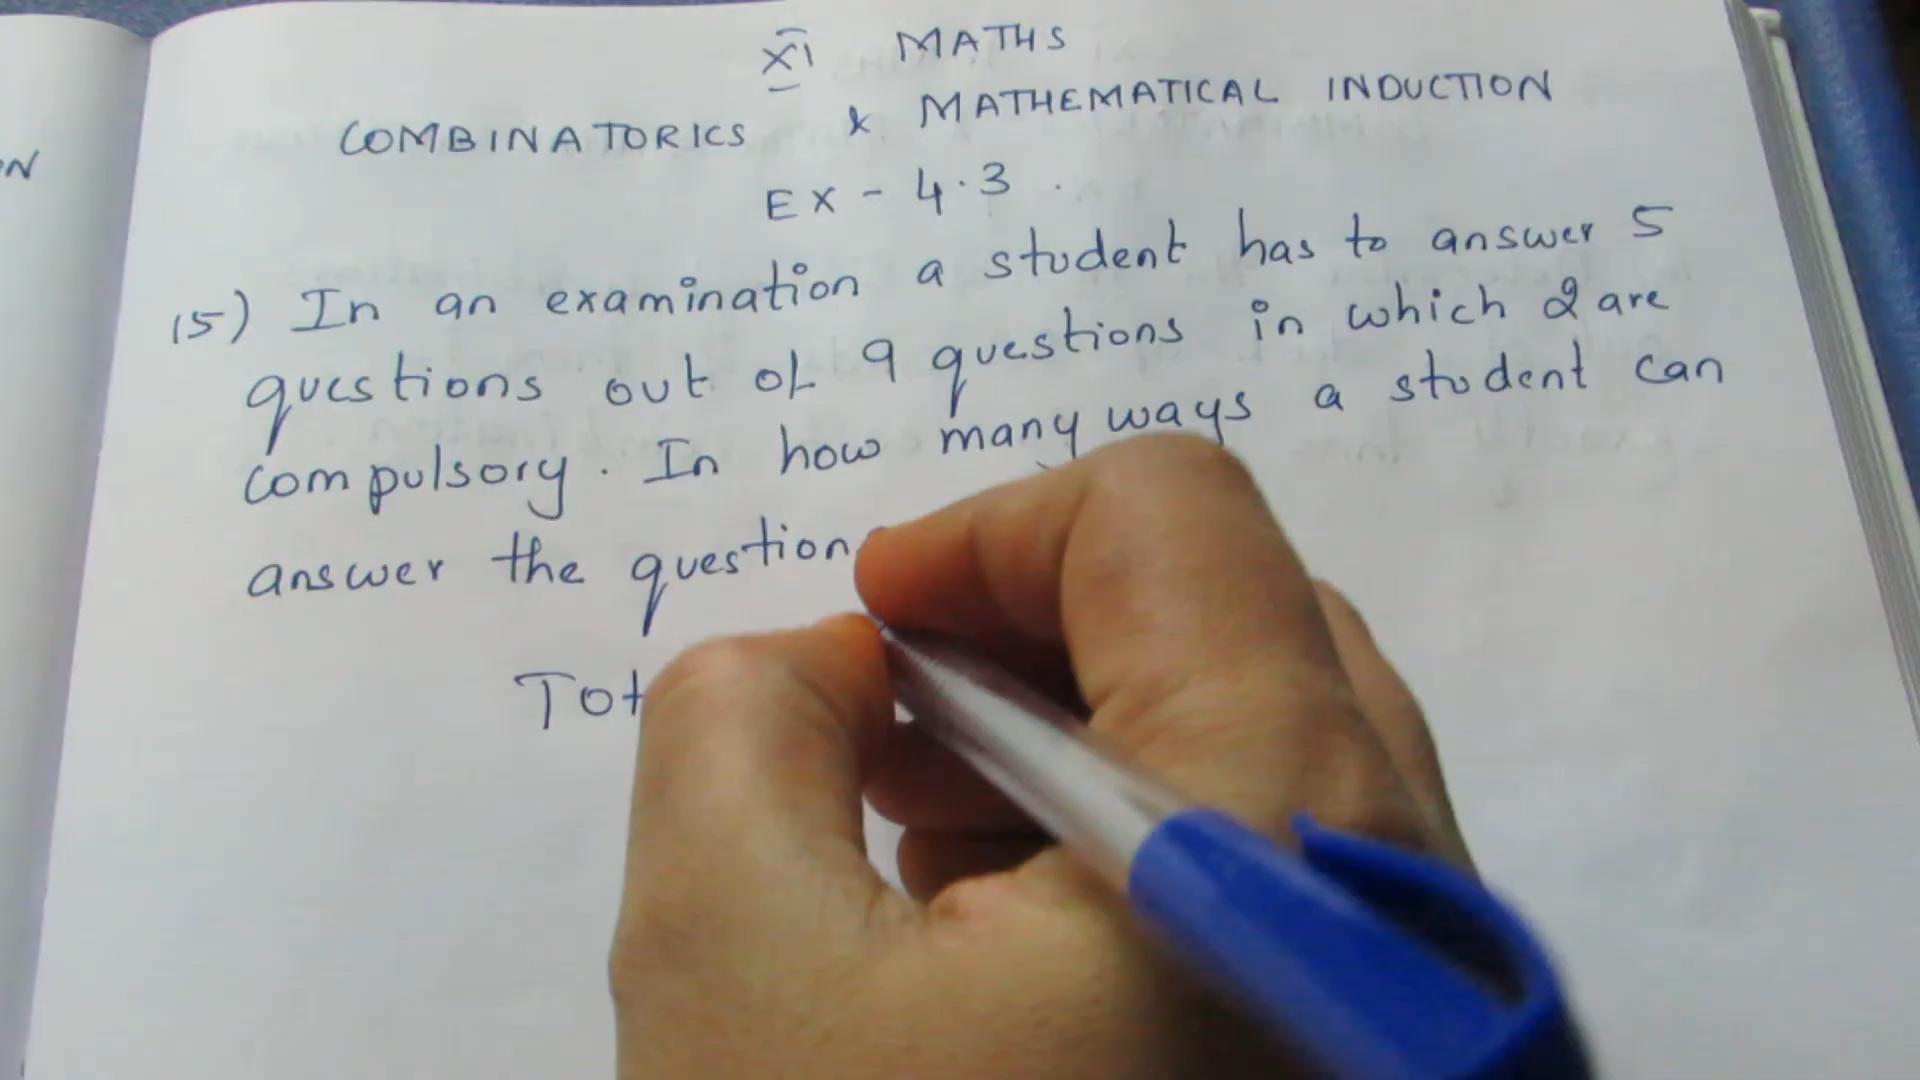 XI MATHS
COMBINATORICS & MATHEMATICAL INDUCTION
EX - 4.3.
15) In an examination a student has to answer 5
questions out of 9 questions in which 2 are
compulsory. In how many ways a student can
answer the question
Tot
ON